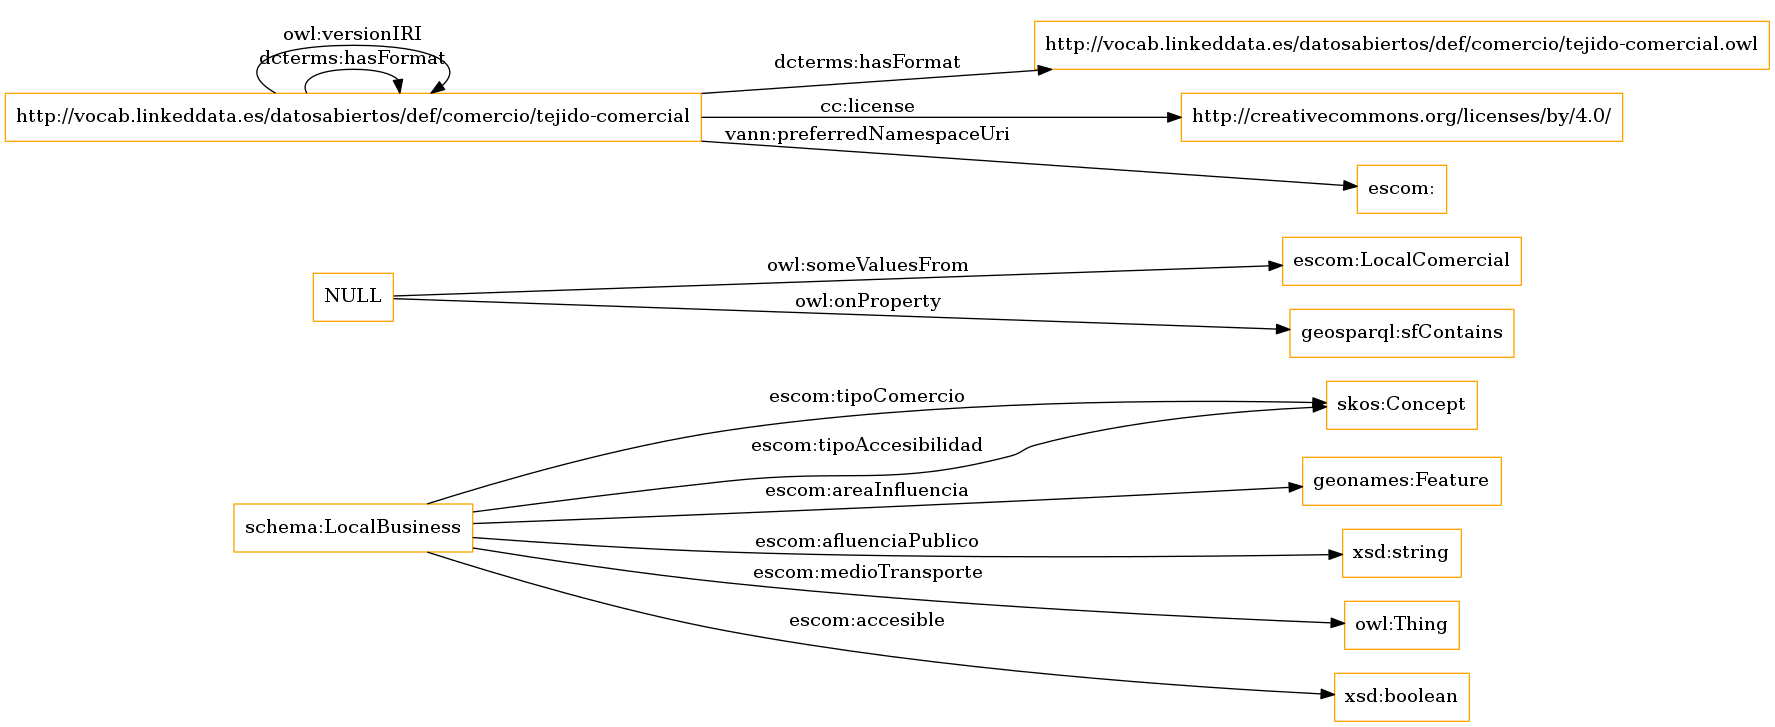 owl:versionIRI
dcterms:hasFormat
http://vocab.linkeddata.es/datosabiertos/def/comercio/tejido-comercial
dcterms:hasFormat
http://vocab.linkeddata.es/datosabiertos/def/comercio/tejido-comercial.owl
cc:license
http://creativecommons.org/licenses/by/4.0/
vann:preferredNamespaceUri
escom:
NULL
owl:someValuesFrom
escom:LocalComercial
owl:onProperty
geosparql:sfContains
schema:LocalBusiness
escom:tipoComercio
skos:Concept
escom:tipoAccesibilidad
escom:areaInfluencia
geonames:Feature
escom:afluenciaPublico
xsd:string
escom:medioTransporte
owl:Thing
escom:accesible
xsd:boolean